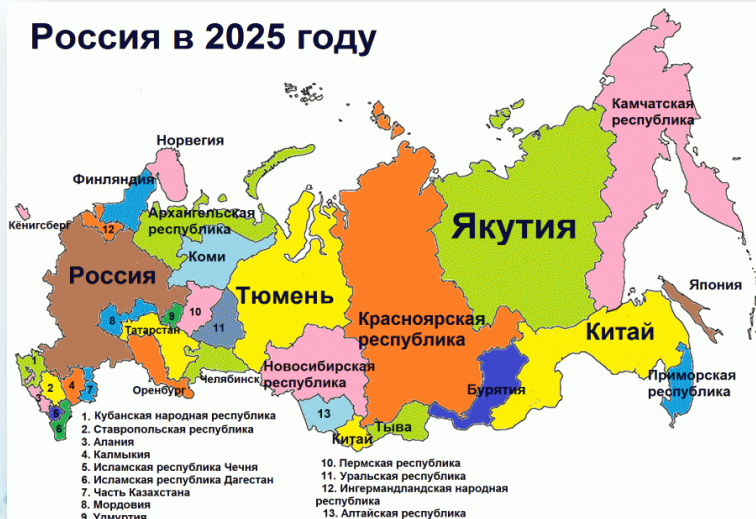 Россия в 2025 году
Норвегия
Камчатская
республика
Финляндия
Кёнигсберг
12
Архангельская
республика
Коми
Якутия
Россия
Тюмень
Япония
Красноярская
республика
Китай
8
9
10
11
Татарстан
Новосибирская
республика
Челябинск
Оренбург
Бурятия
Приморская
республика
1
2
3
4
5
6
7
13
Китай
Тыва
1. Кубанская народная республика
2. Ставропольская республика
3. Алания
4. Калмыкия
5. Исламская республика Чечня
6. Исламская республика Дагестан
7. Часть Казахстана
8. Мордовия
9. Удмуртия
10. Пермская республика
11. Уральская республика
12. Ингермандландская народная
республика
13. Алтайская республика